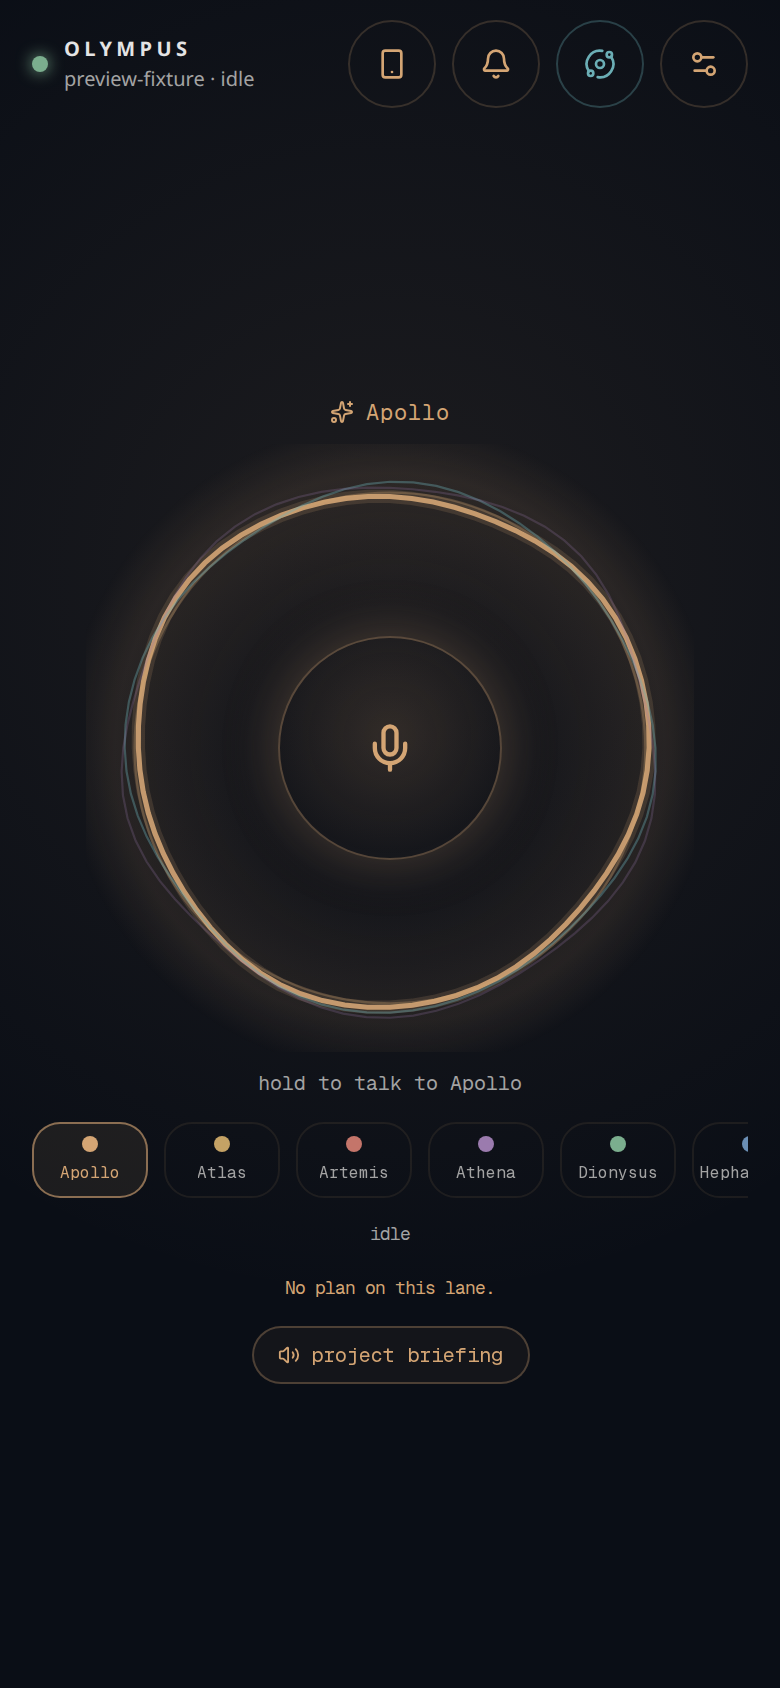 OLYMPUS
preview-fixture · idle
Apollo
hold to talk to Apollo
Apollo Atlas Artemis Athena Dionysus Hepha
idle
No plan on this lane.
project briefing